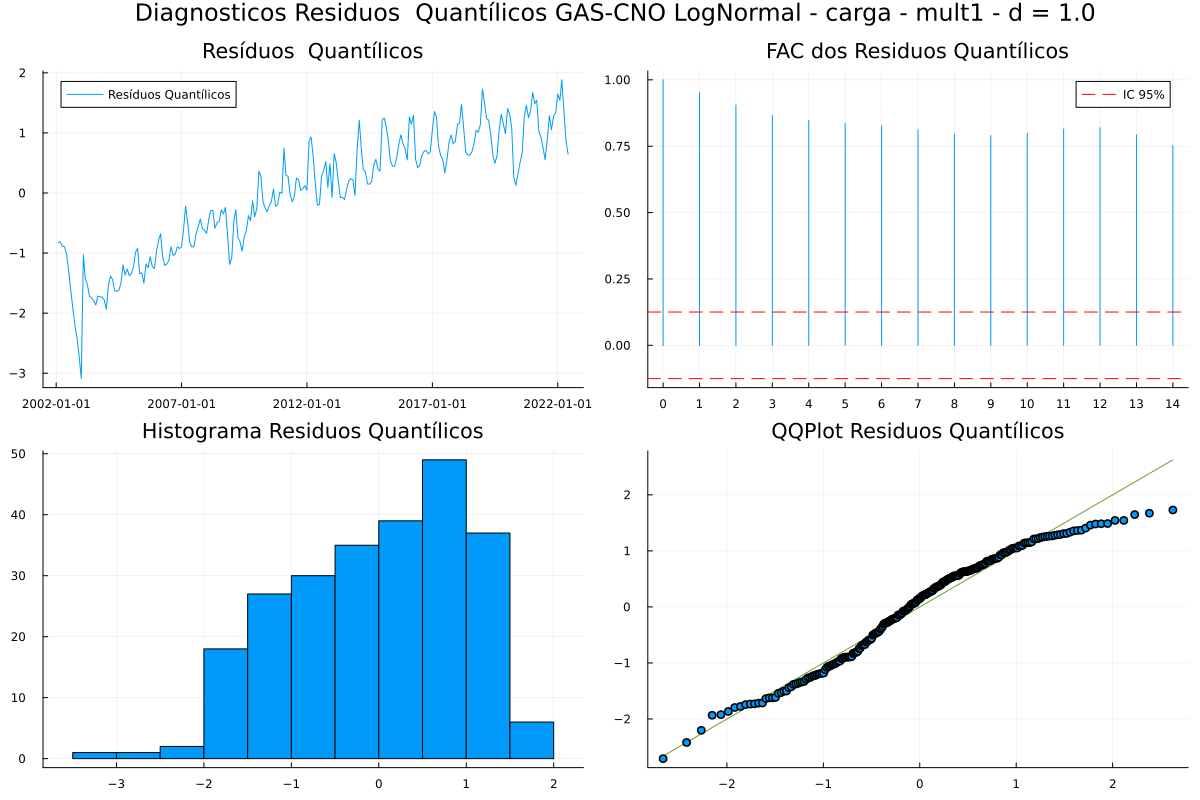 Diagnosticos Residuos  Quantílicos GAS-CNO LogNormal - carga - mult1 - d = 1.0
Resíduos  Quantílicos
2
1
0
−1
−2
−3
Resíduos Quantílicos
2002-01-01 2007-01-01 2012-01-01 2017-01-01 2022-01-01
FAC dos Residuos Quantílicos
1.00
0.75
0.50
0.25
0.00
IC 95%
0 1 2 3 4 5 6 7 8 9 10 11 12 13 14
Histograma Residuos Quantílicos
50
40
30
20
10
0
−3 −2 −1 0 1 2
QQPlot Residuos Quantílicos
2
1
0
−1
−2
−2 −1 0 1 2